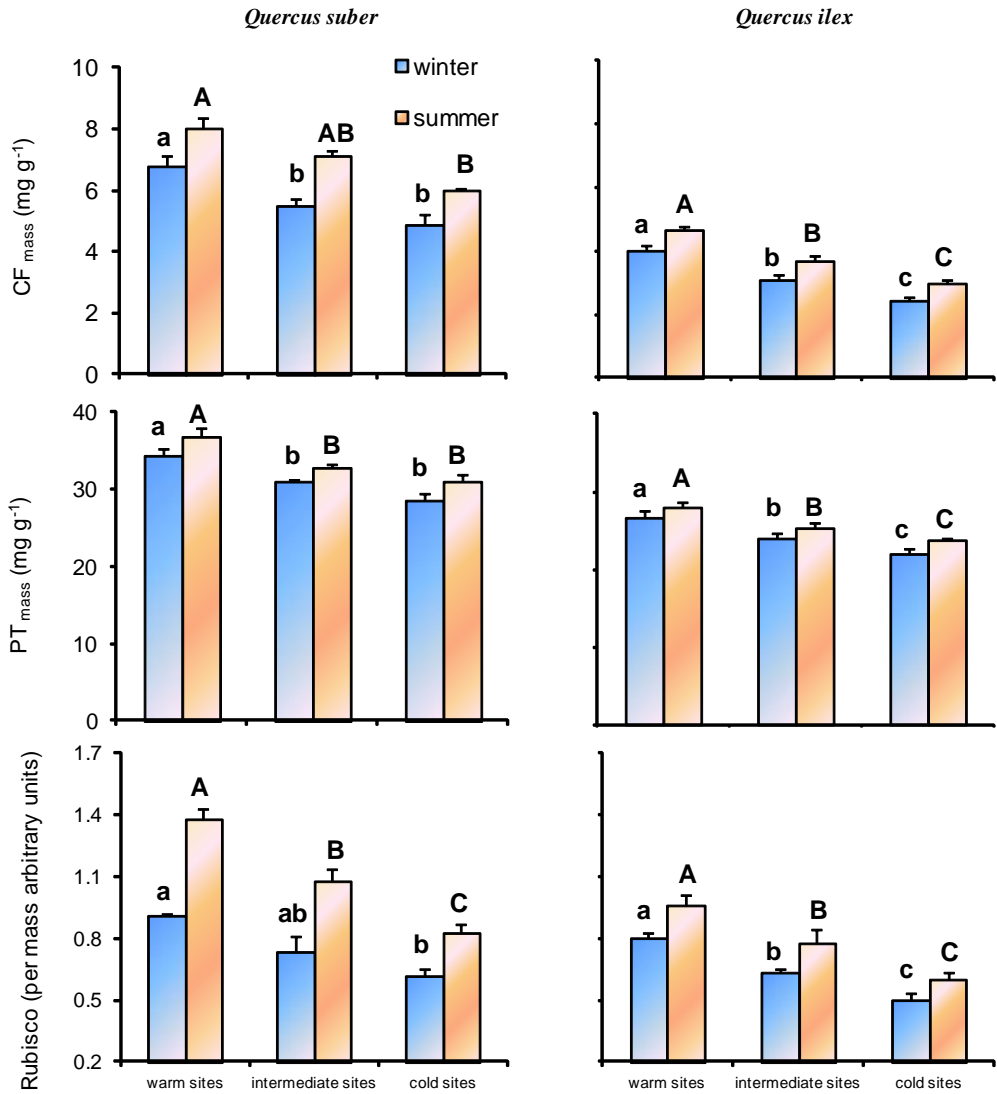 Quercus suber
Quercus ilex
winter
summer
CF mass (mg g-1)
10
8
6
4
2
0
a
A
b
AB
b
B
a
A
b
B
c
C
PT mass (mg g-1)
40
30
20
10
0
a
A
b
B
b
B
a
A
b
B
c
C
Rubisco (per mass arbitrary units)
1.7
1.4
1.1
0.8
0.5
0.2
a
A
ab
B
b
C
a
A
b
B
c
C
warm sites
intermediate sites
cold sites
warm sites
intermediate sites
cold sites